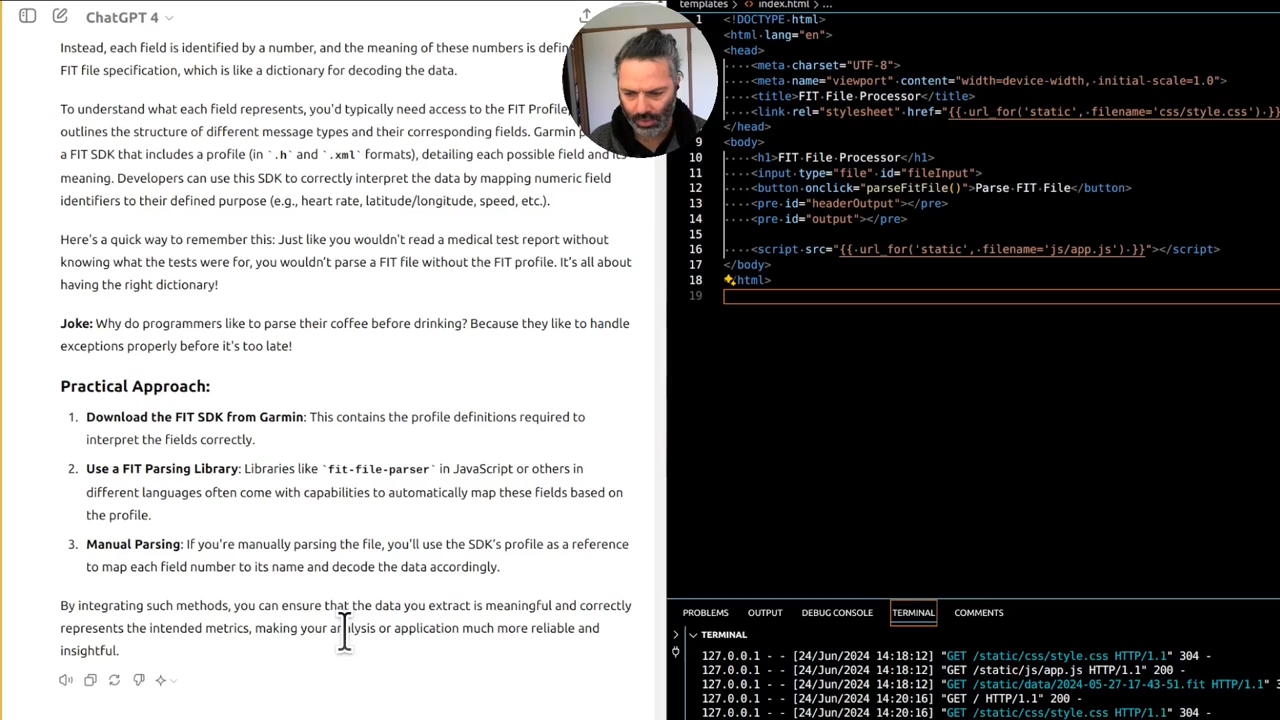 ChatGPT 4
Instead, each field is identified by a number, and the meaning of these numbers is
FIT file specification, which is like a dictionary for decoding the data.
To understand what each field represents, you'd typically need access to the FIT Profile,
outlines the structure of different message types and their corresponding fields. Garmin
a FIT SDK that includes a profile (in `.h` and `.xml` formats), detailing each possible field and its
meaning. Developers can use this SDK to correctly interpret the data by mapping numeric field
identifiers to their defined purpose (e.g., heart rate, latitude/longitude, speed, etc.).
Here's a quick way to remember this: Just like you wouldn't read a medical test report without
knowing what the tests were for, you wouldn't parse a FIT file without the FIT profile. It's all about
having the right dictionary!
Joke: Why do programmers like to parse their coffee before drinking? Because they like to handle
exceptions properly before it's too late!
Practical Approach:
1. Download the FIT SDK from Garmin: This contains the profile definitions required to
interpret the fields correctly.
2. Use a FIT Parsing Library: Libraries like `fit-file-parser` in JavaScript or others in
different languages often come with capabilities to automatically map these fields based on
the profile.
3. Manual Parsing: If you're manually parsing the file, you'll use the SDK's profile as a reference
to map each field number to its name and decode the data accordingly.
By integrating such methods, you can ensure that the data you extract is meaningful and correctly
represents the intended metrics, making your analysis or application much more reliable and
insightful.
templates > index.html > ...
1 <!DOCTYPE html>
<html lang="en">
<head>
<meta charset="UTF-8">
<meta name="viewport" content="width=device-width, initial-scale=1.0">
<title>FIT File Processor</title>
<link rel="stylesheet" href="{{ url_for('static', filename='css/style.css') }}
</head>
9 <body>
10 <h1>FIT File Processor</h1>
11 <input type="file" id="fileInput">
12 <button onclick="parseFitFile()">Parse FIT File</button>
13 <pre id="headerOutput"></pre>
14 <pre id="output"></pre>
15
16 <script src="{{ url_for('static', filename='js/app.js') }}"></script>
17 </body>
18 </html>
19
PROBLEMS OUTPUT DEBUG CONSOLE TERMINAL COMMENTS
TERMINAL
127.0.0.1 - - [24/Jun/2024 14:18:12] "GET /static/css/style.css HTTP/1.1" 304 -
127.0.0.1 - - [24/Jun/2024 14:18:12] "GET /static/js/app.js HTTP/1.1" 200 -
127.0.0.1 - - [24/Jun/2024 14:18:12] "GET /static/data/2024-05-27-17-43-51.fit HTTP/1.1"
127.0.0.1 - - [24/Jun/2024 14:20:16] "GET / HTTP/1.1" 200 -
127.0.0.1 - - [24/Jun/2024 14:20:16] "GET /static/css/style.css HTTP/1.1" 304 -